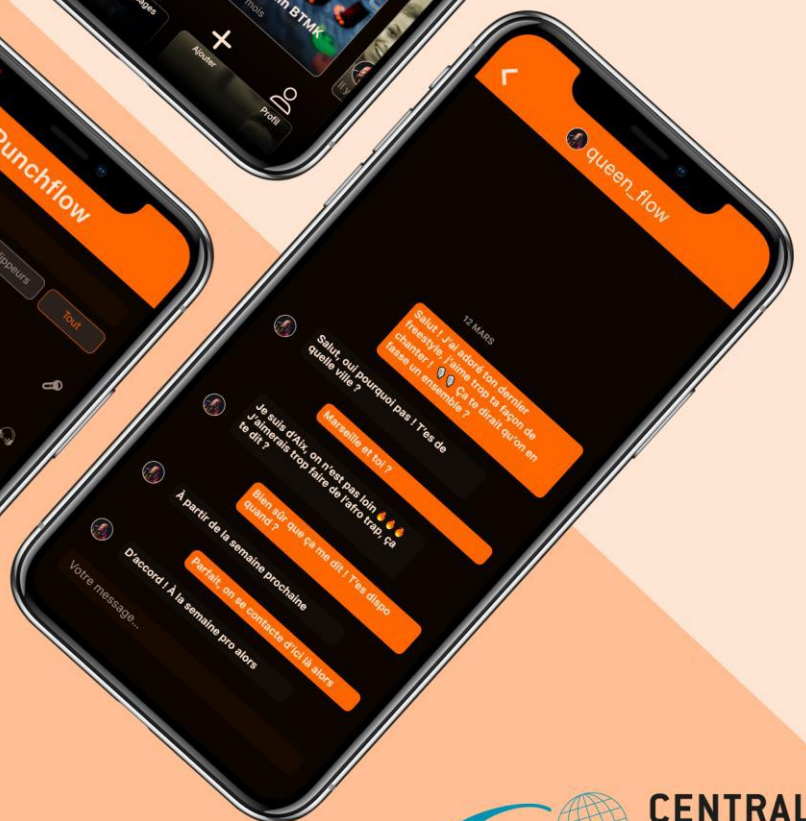 Ajouter
Profil
in BTMK
mois
Il y
Punchflow
Tout
queen_flow
12 MARS
Salut ! J'ai adoré ton dernier
freestyle, j'aime trop ta façon de
chanter ! 🎙️🎙️ Ça te dirait qu'on en
fasse un ensemble ?
Salut, oui pourquoi pas ! T'es de
quelle ville ?
Marseille et toi ?
Je suis d'Aix, on n'est pas loin 🔥🔥🔥
J'aimerais trop faire de l'afro trap, ça
te dit ?
Bien sûr que ça me dit ! T'es dispo
quand ?
À partir de la semaine prochaine
Parfait, on se contacte d'ici là alors
D'accord ! À la semaine pro alors
Votre message...
CENTRAL